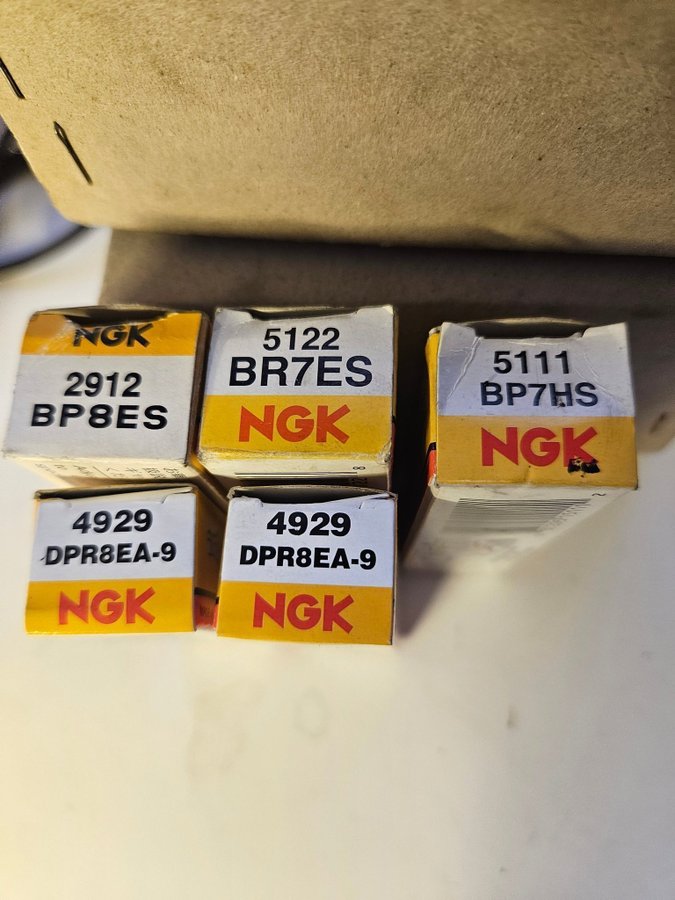 NGK
2912
BP8ES
5122
BR7ES
NGK
5111
BP7HS
NGK
4929
DPR8EA-9
NGK
4929
DPR8EA-9
NGK